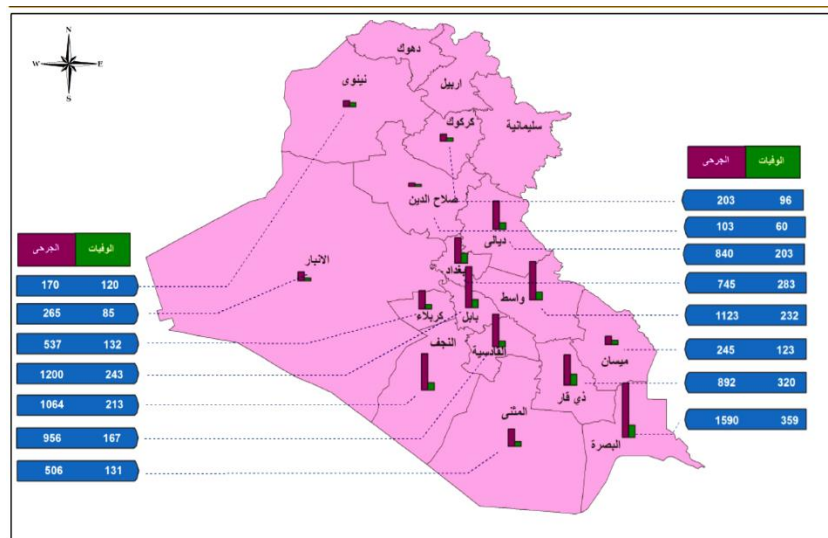 N
W E
S
دهوك
نينوى
اربيل
سليمانية
كركوك
صلاح الدين
ديالى
الانبار
بغداد
واسط
كربلاء
بابل
النجف
القادسية
ميسان
ذي قار
المثنى
البصرة
الجرحى الوفيات
203 96
103 60
840 203
745 283
1123 232
245 123
892 320
1590 359
الجرحى الوفيات
170 120
265 85
537 132
1200 243
1064 213
956 167
506 131